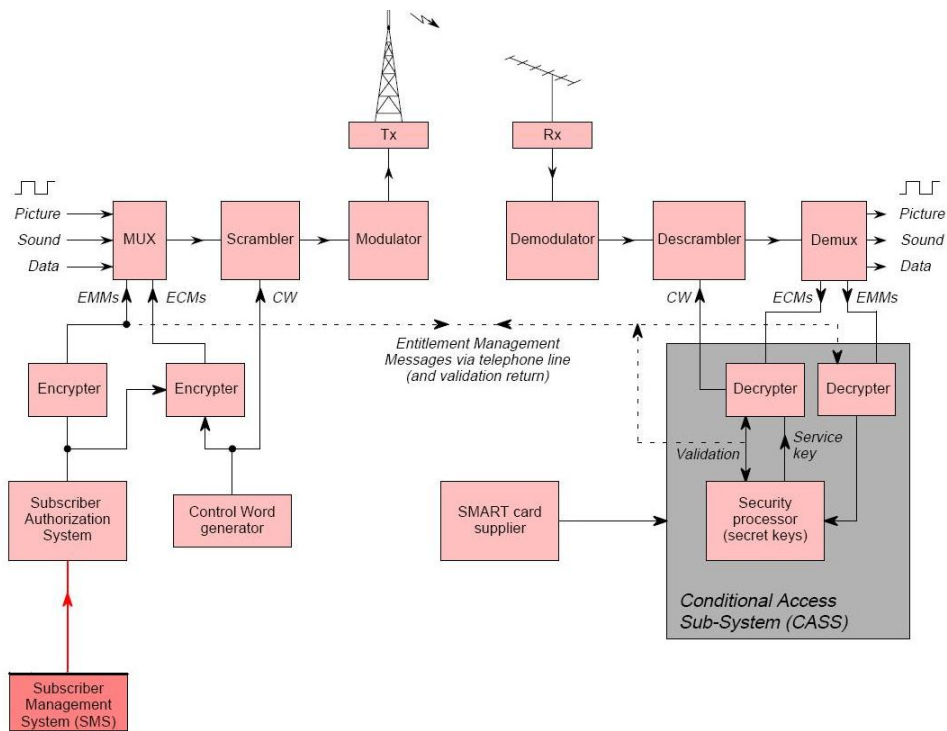 Tx
Rx
Picture
Sound
Data
MUX
Scrambler
Modulator
Demodulator
Descrambler
Demux
Picture
Sound
Data
EMMs
ECMs
CW
CW
ECMs
EMMs
Entitlement Management
Messages via telephone line
(and validation return)
Encrypter
Encrypter
Decrypter
Decrypter
Validation
Service
key
Subscriber
Authorization
System
Control Word
generator
SMART card
supplier
Security
processor
(secret keys)
Conditional Access
Sub-System (CASS)
Subscriber
Management
System (SMS)